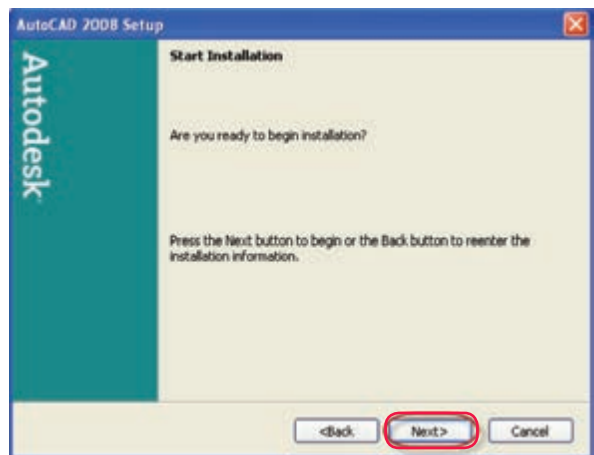 AutoCAD 2008 Setup
Autodesk
Start Installation
Are you ready to begin installation?
Press the Next button to begin or the Back button to reenter the
installation information.
<Back
Next>
Cancel